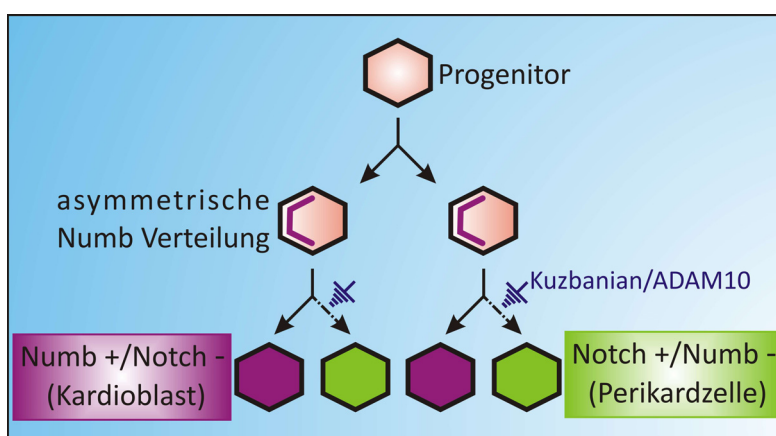 Progenitor
asymmetrische
Numb Verteilung
Kuzbanian/ADAM10
Numb +/Notch -
(Kardioblast)
Notch +/Numb -
(Perikardzelle)